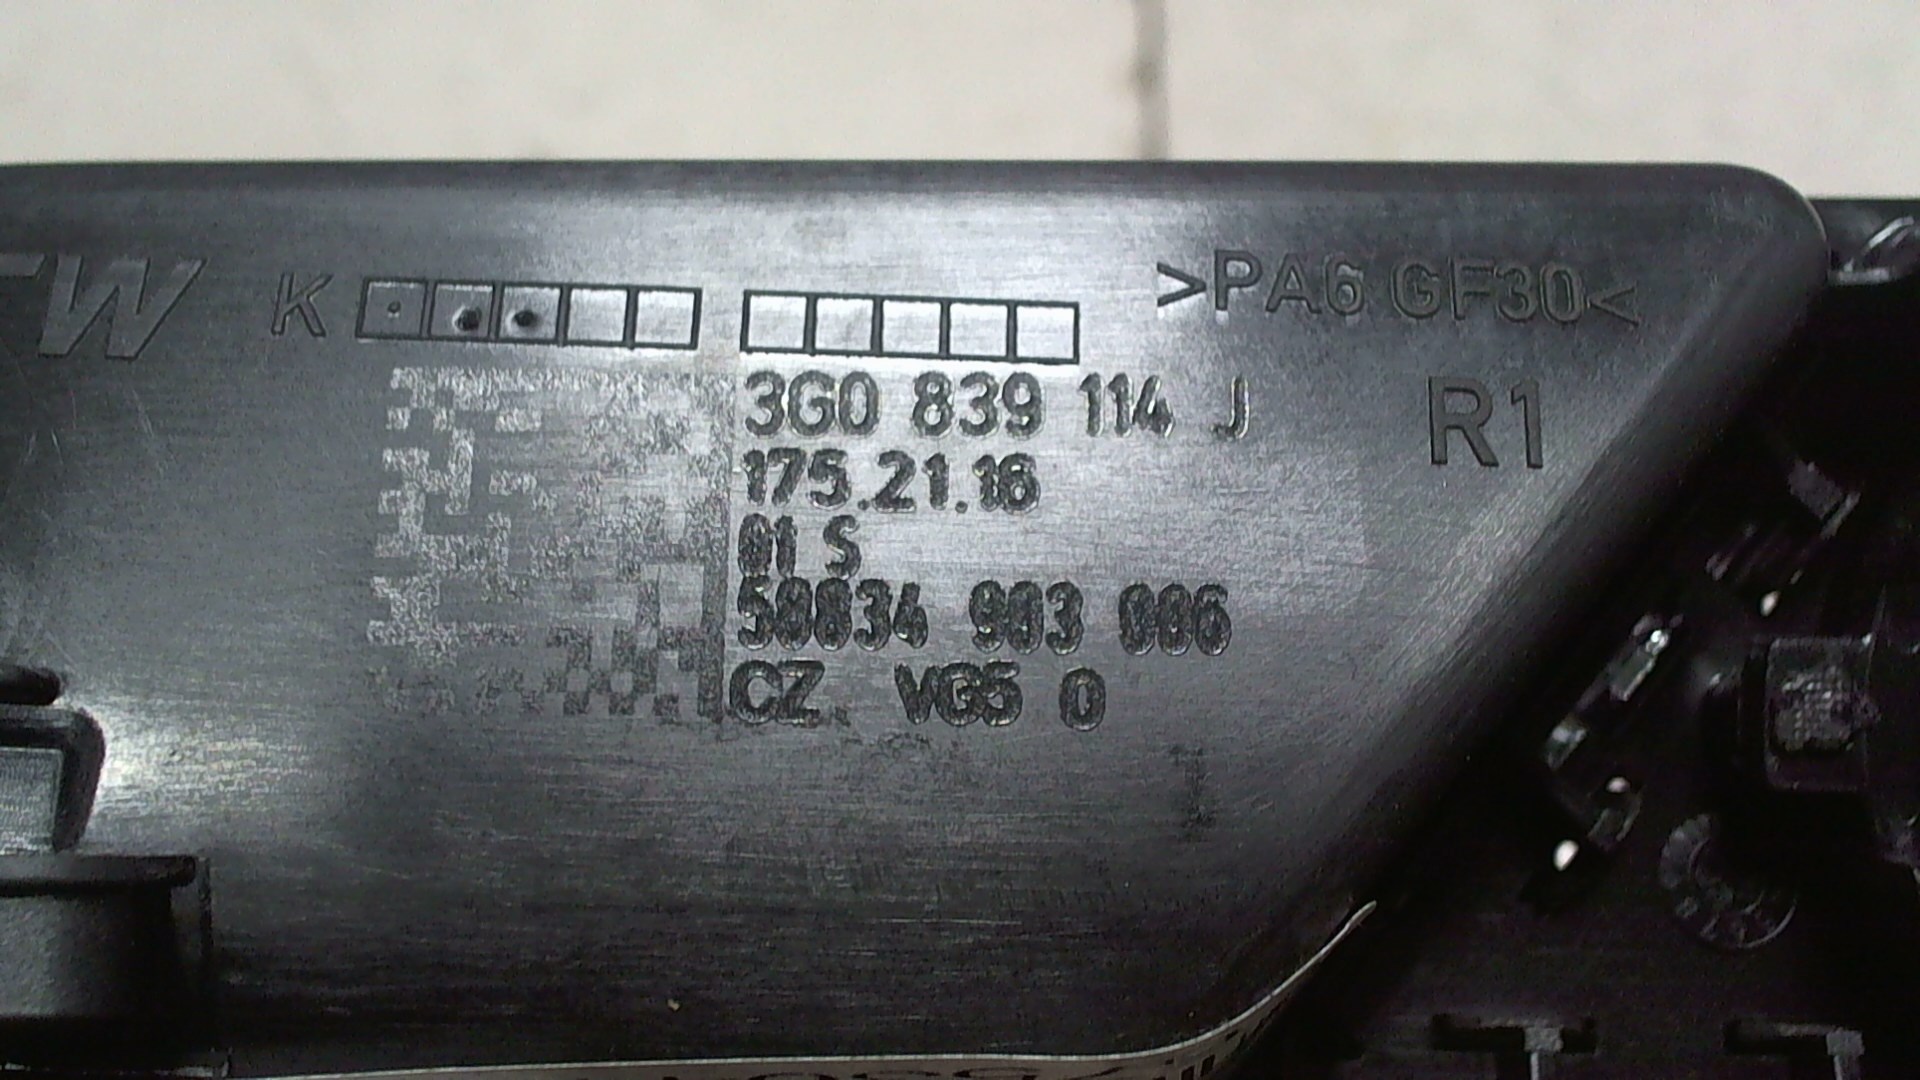 K
>PA6 GF30<
3G0 839 114 J
R1
175.21.16
01 S
50834 903 006
CZ VG5 0